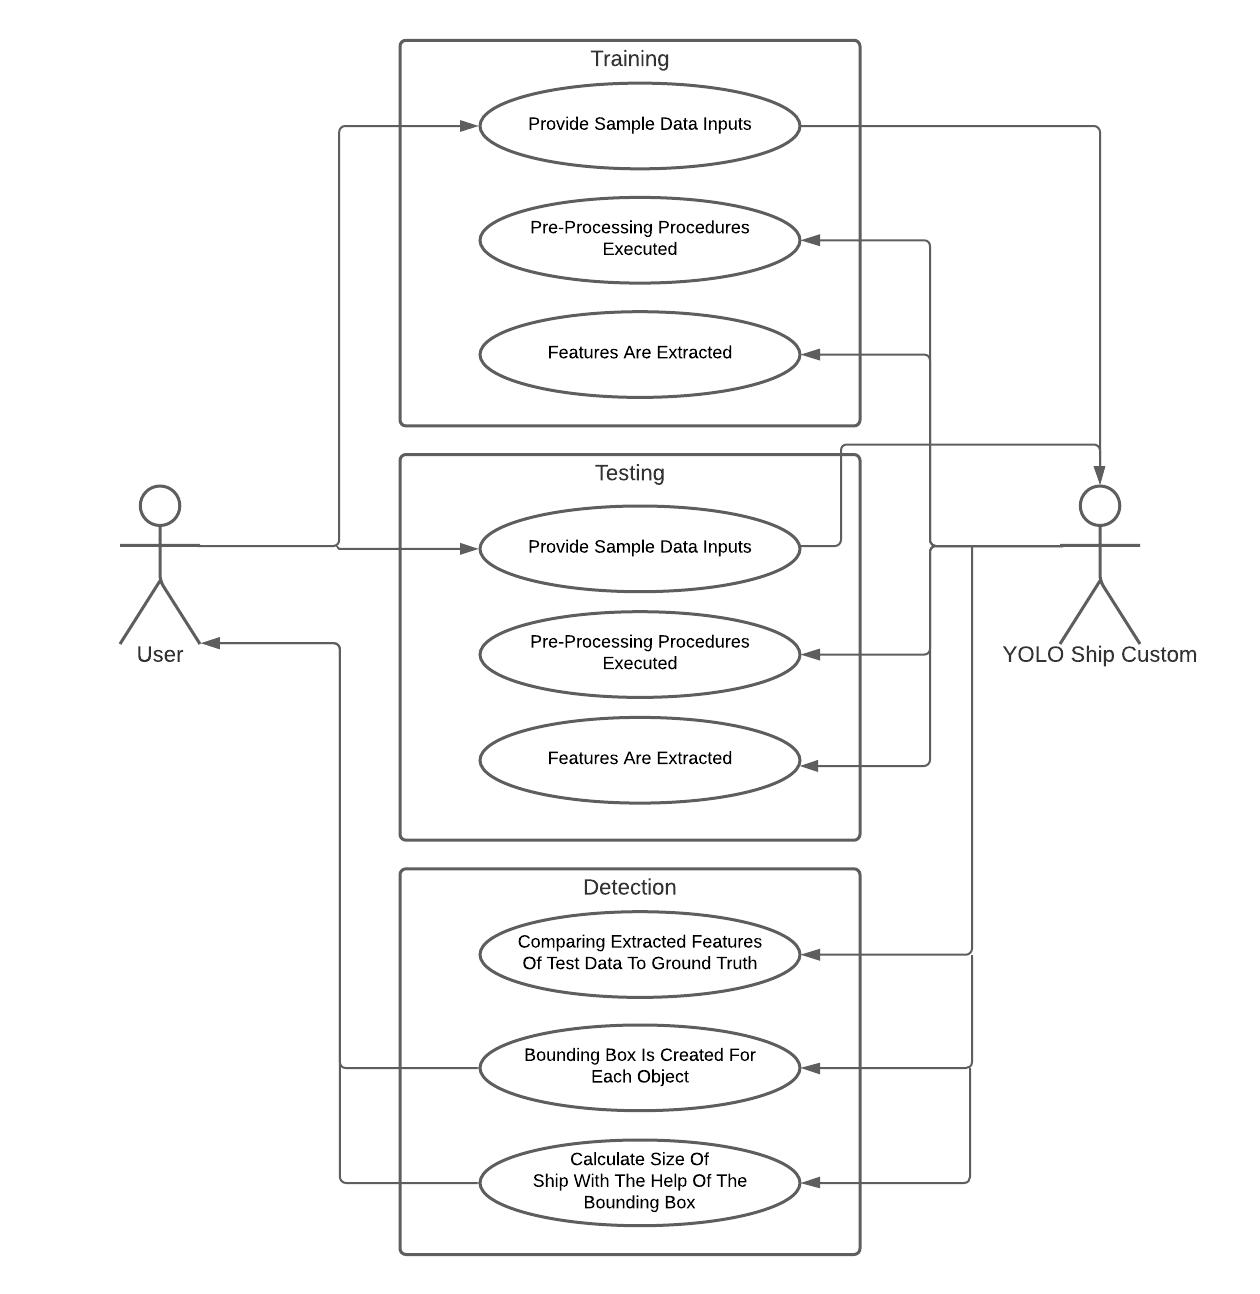 Training
Provide Sample Data Inputs
Pre-Processing Procedures
Executed
Features Are Extracted
Testing
Provide Sample Data Inputs
Pre-Processing Procedures
Executed
User
YOLO Ship Custom
Features Are Extracted
Detection
Comparing Extracted Features
Of Test Data To Ground Truth
Bounding Box Is Created For
Each Object
Calculate Size Of
Ship With The Help Of The
Bounding Box